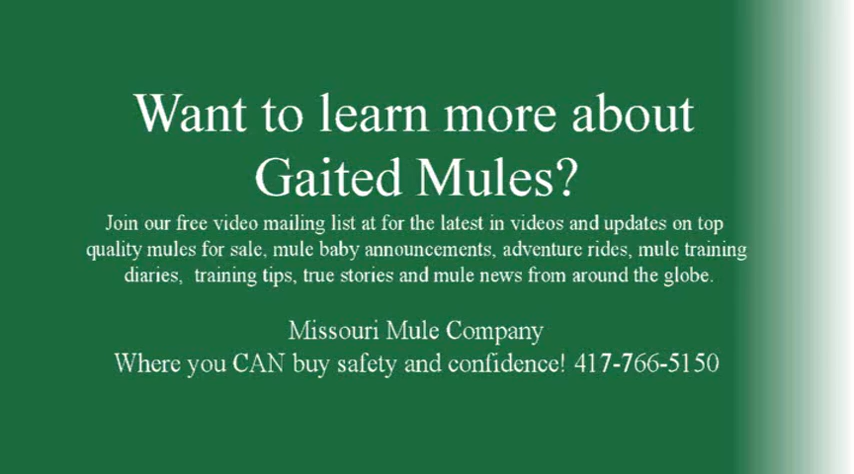 Want to learn more about
Gaited Mules?
Join our free video mailing list at for the latest in videos and updates on top
quality mules for sale, mule baby announcements, adventure rides, mule training
diaries, training tips, true stories and mule news from around the globe.
Missouri Mule Company
Where you CAN buy safety and confidence! 417-766-5150